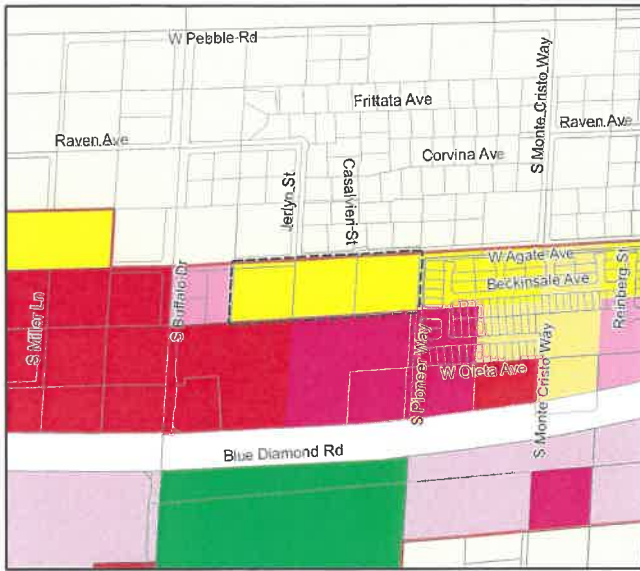 W Pebble Rd
S Monte Cristo Way
Frittata Ave
Raven Ave
Raven Ave
Corvina Ave
Jerlyn St
Casalvieri St
W Agate Ave
S Buffalo Dr
Beckinsale Ave
Reinberg St
S Miller Ln
S Pioneer Way
W Oleta Ave
S Monte Cristo Way
Blue Diamond Rd